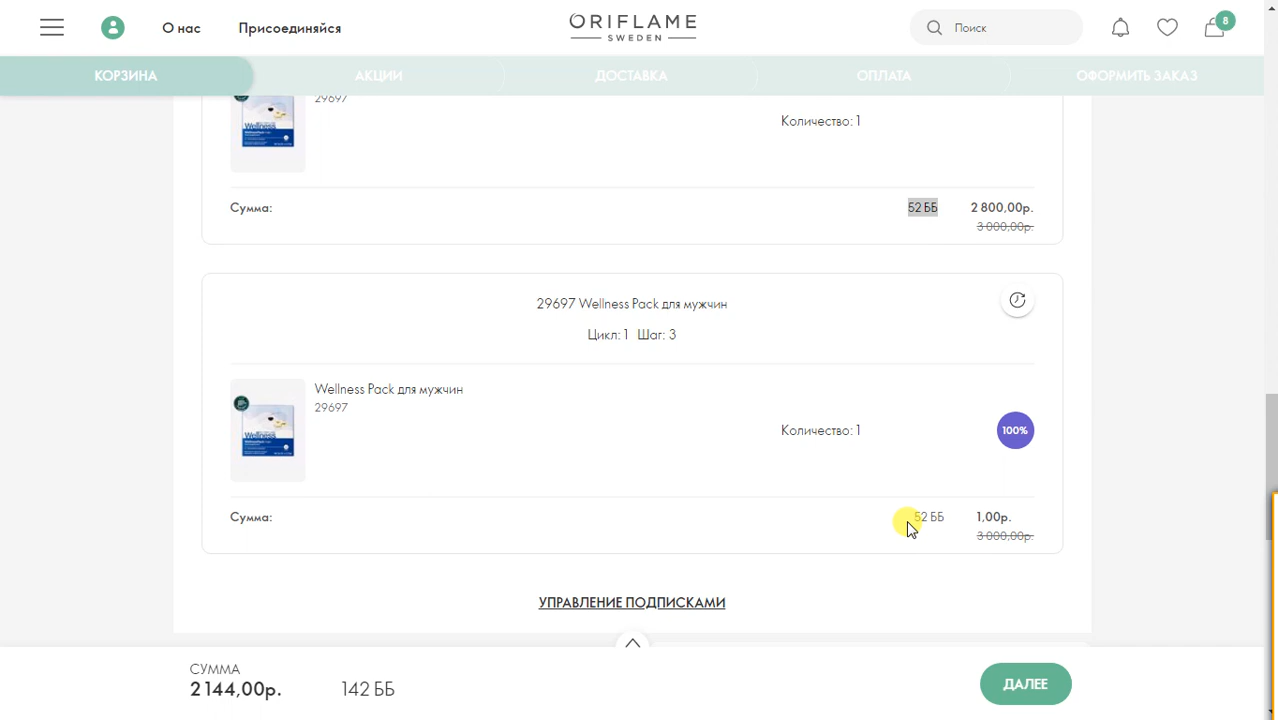 О нас
Присоединяйся
ORIFLAME
SWEDEN
Поиск
8
КОРЗИНА
АКЦИИ
ДОСТАВКА
ОПЛАТА
ОФОРМИТЬ ЗАКАЗ
29697
Wellness
Количество: 1
Сумма:
52 ББ
2 800,00р.
3 000,00р.
29697 Wellness Pack для мужчин
Цикл: 1 Шаг: 3
Wellness Pack для мужчин
29697
Wellness
Количество: 1
100%
Сумма:
52 ББ
1,00р.
3 000,00р.
УПРАВЛЕНИЕ ПОДПИСКАМИ
СУММА
2 144,00р.
142 ББ
ДАЛЕЕ